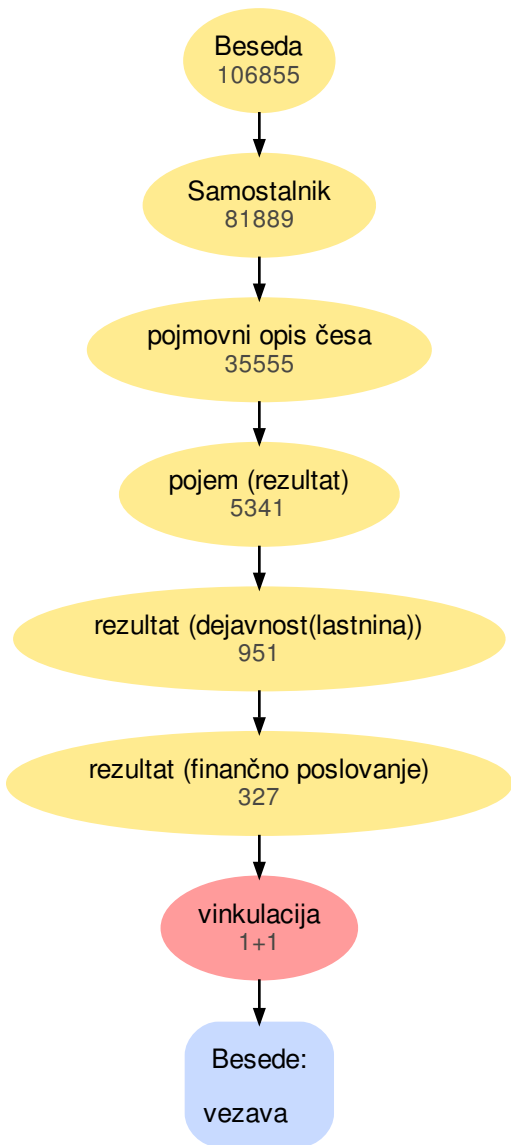 Beseda
106855
Samostalnik
81889
pojmovni opis česa
35555
pojem (rezultat)
5341
rezultat (dejavnost(lastnina))
951
rezultat (finančno poslovanje)
327
vinkulacija
1+1
Besede:
vezava